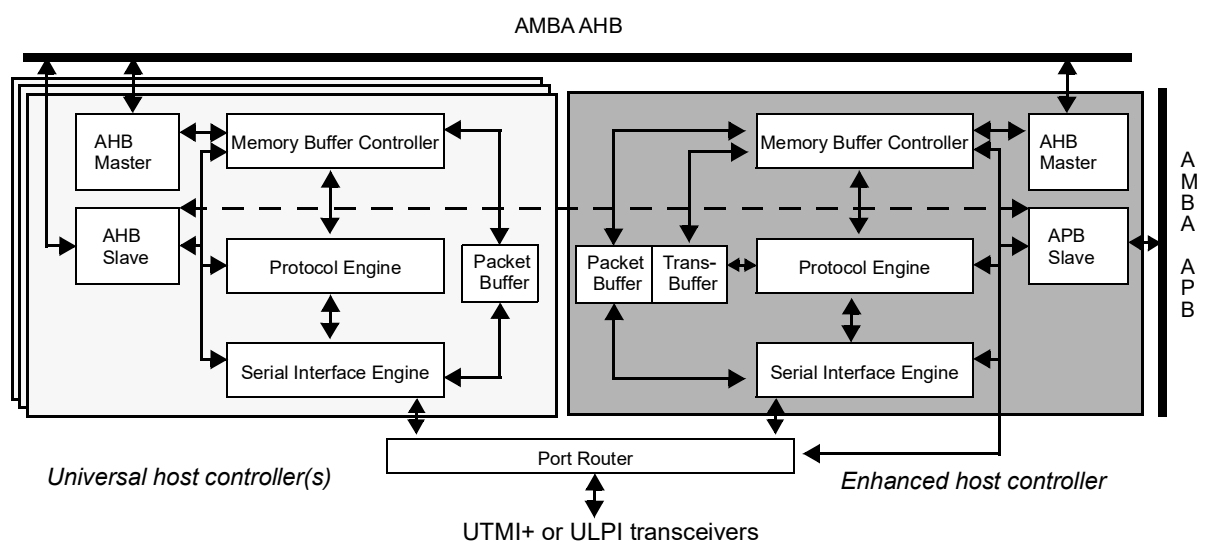 AMBA AHB
AHB
Master
Memory Buffer Controller
AHB
Slave
Protocol Engine
Packet
Buffer
Serial Interface Engine
Memory Buffer Controller
AHB
Master
Packet
Buffer
Trans-
Buffer
Protocol Engine
APB
Slave
Serial Interface Engine
AMBA APB
Port Router
Universal host controller(s)
Enhanced host controller
UTMI+ or ULPI transceivers